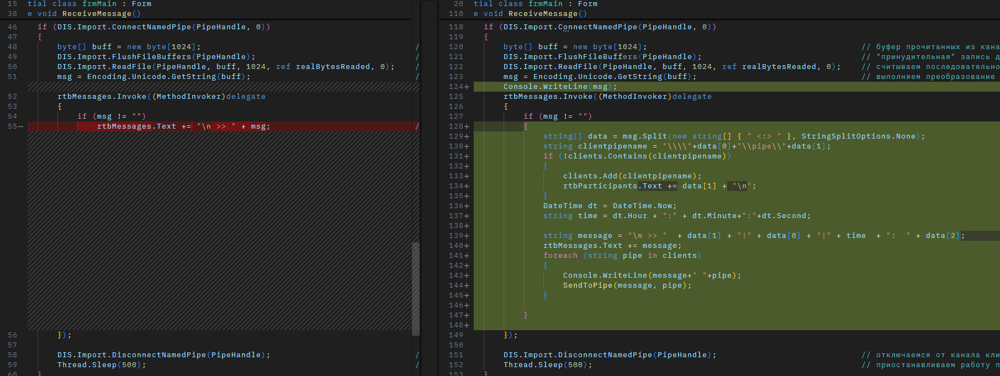 15 tial class frmMain : Form
38 e void ReceiveMessage()
46 if (DIS.Import.ConnectNamedPipe(PipeHandle, 0))
47 {
48 byte[] buff = new byte[1024]; /
49 DIS.Import.FlushFileBuffers(PipeHandle); /
50 DIS.Import.ReadFile(PipeHandle, buff, 1024, ref realBytesReaded, 0); /
51 msg = Encoding.Unicode.GetString(buff); /
52 rtbMessages.Invoke((MethodInvoker)delegate
53 {
54 if (msg != "")
55— rtbMessages.Text += "\n >> " + msg; /
56 });
57
58 DIS.Import.DisconnectNamedPipe(PipeHandle); /
59 Thread.Sleep(500); /
60 }
20 tial class frmMain : Form
110 e void ReceiveMessage()
118 if (DIS.Import.ConnectNamedPipe(PipeHandle, 0))
119 {
120 byte[] buff = new byte[1024]; // буфер прочитанных из кана
121 DIS.Import.FlushFileBuffers(PipeHandle); // "принудительная" запись д
122 DIS.Import.ReadFile(PipeHandle, buff, 1024, ref realBytesReaded, 0); // считываем последовательно
123 msg = Encoding.Unicode.GetString(buff); // выполняем преобразование
124+ Console.WriteLine(msg);
125 rtbMessages.Invoke((MethodInvoker)delegate
126 {
127 if (msg != "")
128+ {
129+ string[] data = msg.Split(new string[] { " <:> " }, StringSplitOptions.None);
130+ string clientpipename = "\\\\"+data[0]+"\\pipe\\"+data[1];
131+ if (!clients.Contains(clientpipename))
132+ {
133+ clients.Add(clientpipename);
134+ rtbParticipants.Text += data[1] + "\n";
135+ }
136+ DateTime dt = DateTime.Now;
137+ string time = dt.Hour + ":" + dt.Minute+":"+dt.Second;
138+
139+ string message = "\n >> "  + data[1] + "|" + data[0] + "|" + time  + ":  " + data[2];
140+ rtbMessages.Text += message;
141+ foreach (string pipe in clients)
142+ {
143+ Console.WriteLine(message+" "+pipe);
144+ SendToPipe(message, pipe);
145+ }
146+
147+ }
148+
149 });
150
151 DIS.Import.DisconnectNamedPipe(PipeHandle); // отключаемся от канала кли
152 Thread.Sleep(500); // приостанавливаем работу п
153 }